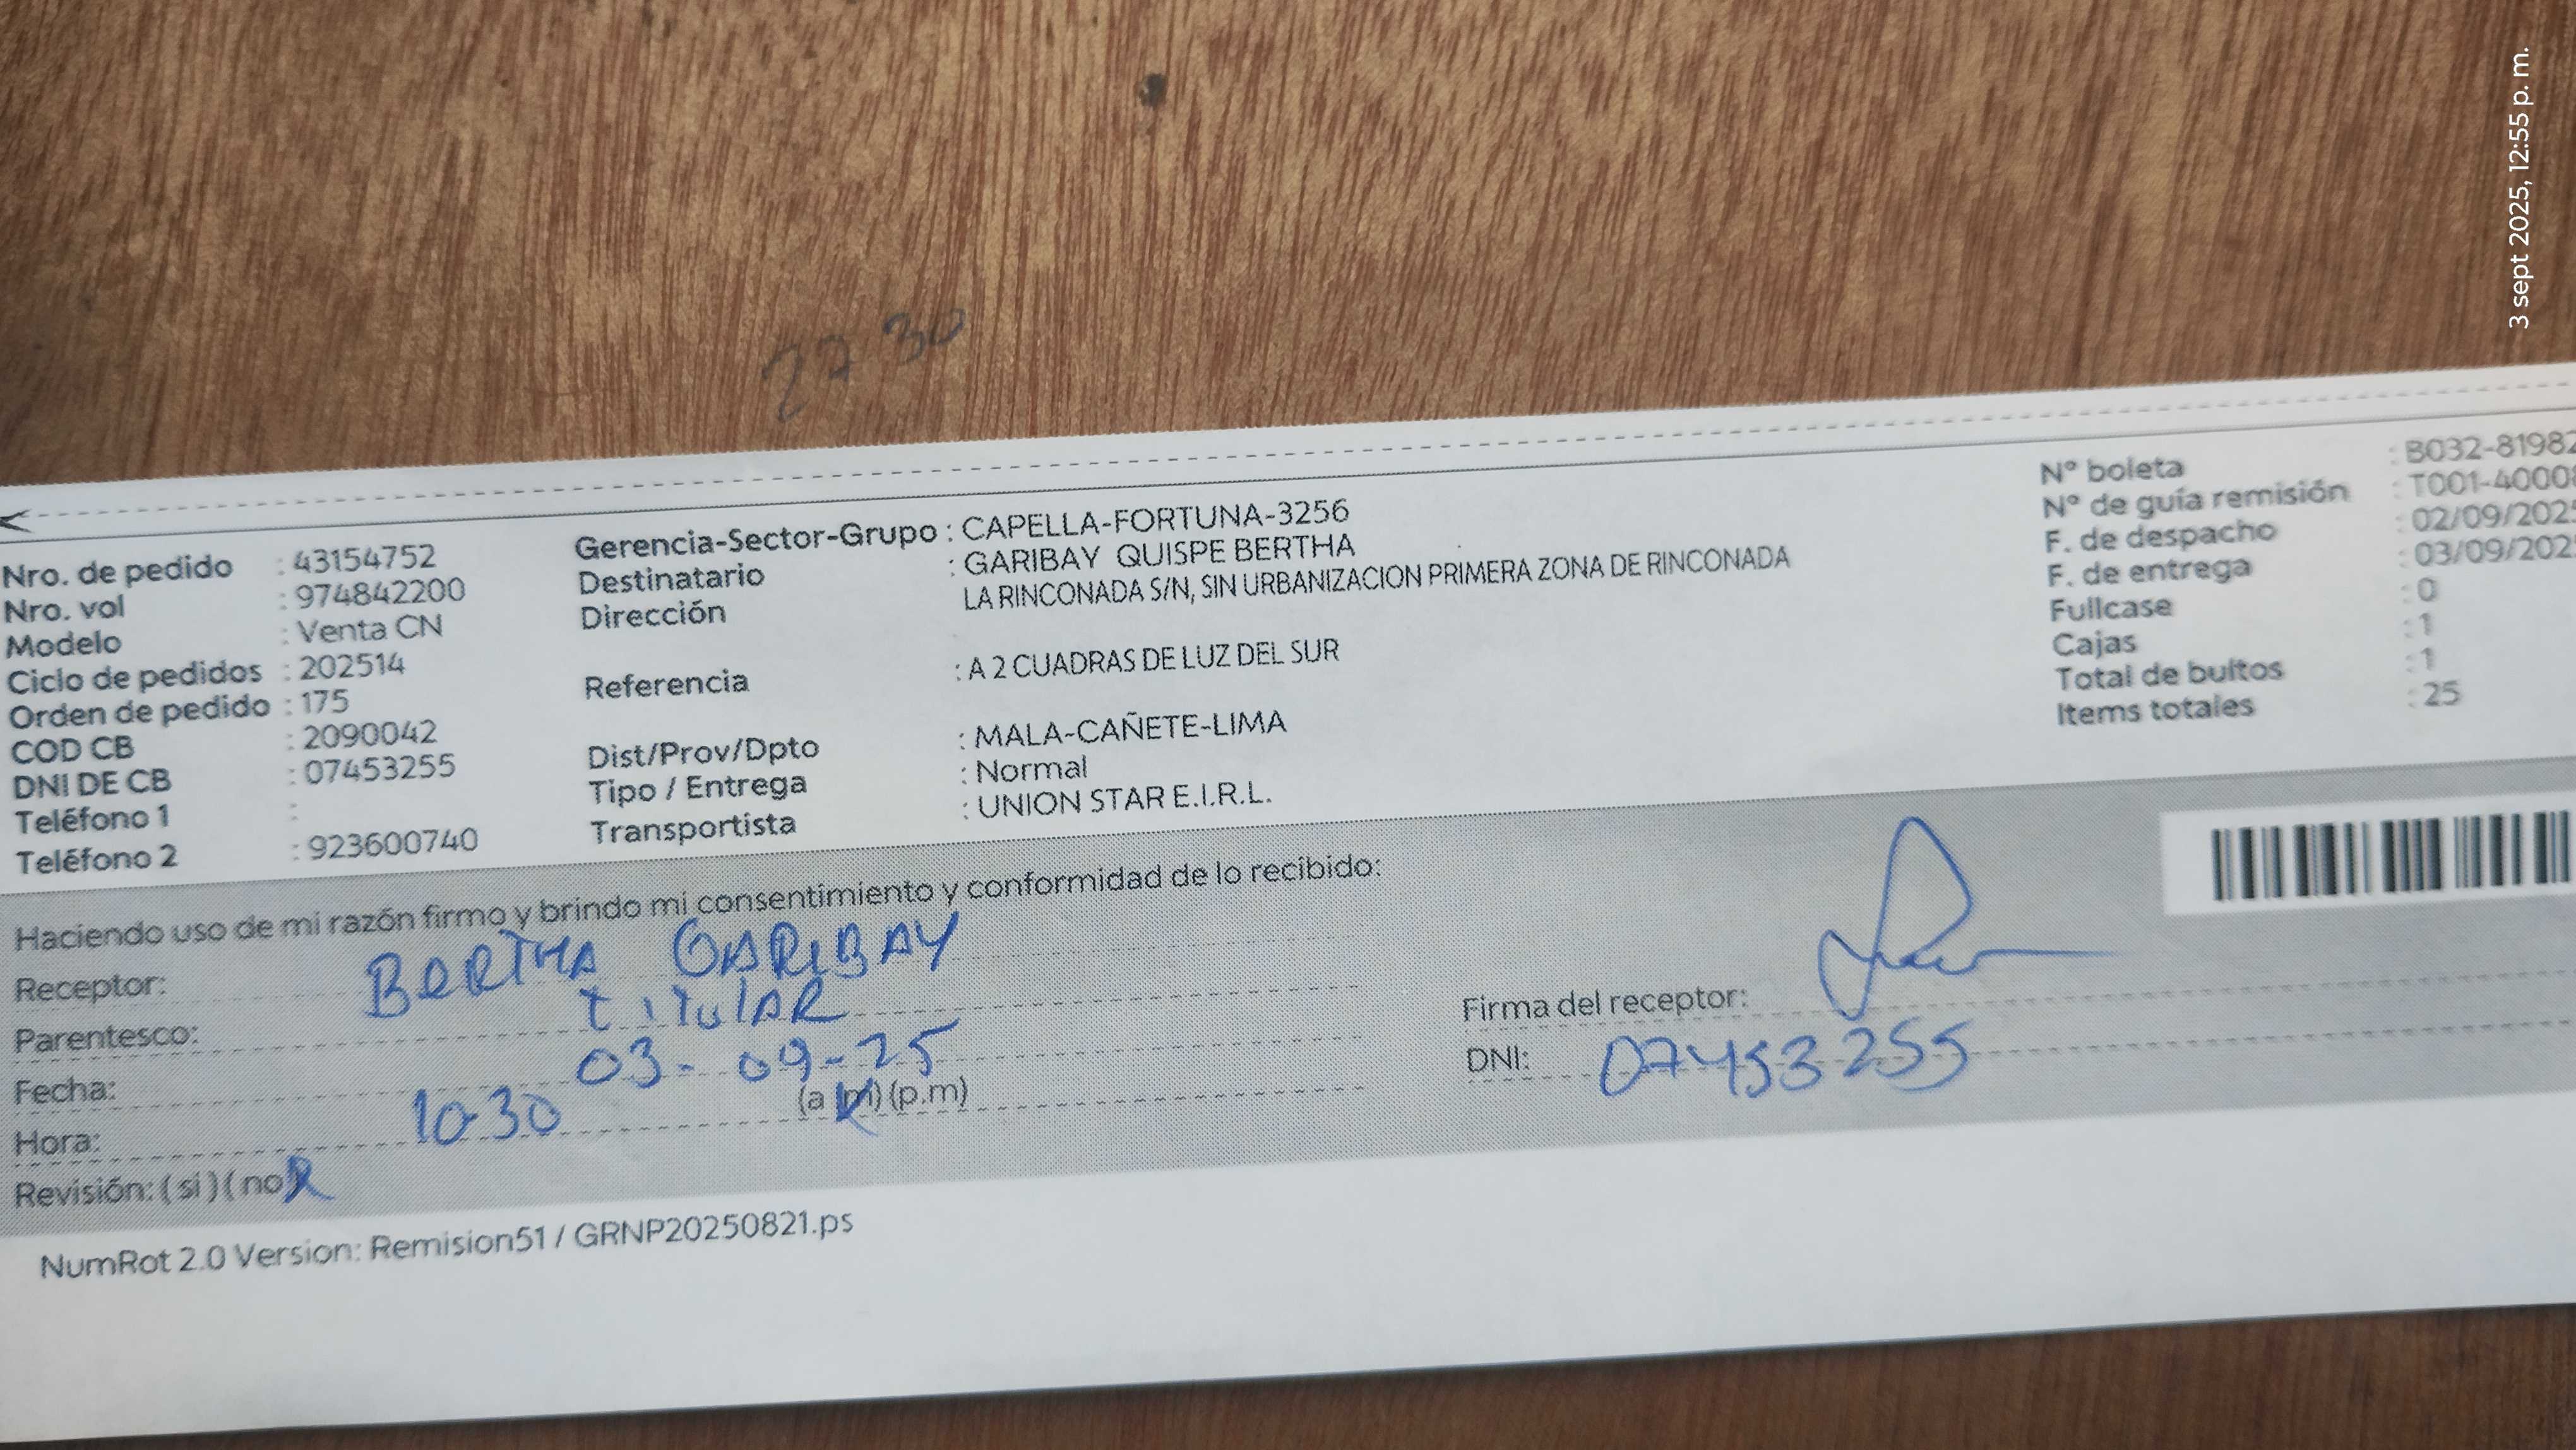 3 sept 2025, 12:55 p. m.
27 30
Nro. de pedido : 43154752
Nro. vol : 974842200
Modelo : Venta CN
Ciclo de pedidos : 202514
Orden de pedido : 175
COD CB : 2090042
DNI DE CB : 07453255
Teléfono 1 :
Teléfono 2 : 923600740
Gerencia-Sector-Grupo : CAPELLA-FORTUNA-3256
Destinatario : GARIBAY QUISPE BERTHA
Dirección LA RINCONADA S/N, SIN URBANIZACION PRIMERA ZONA DE RINCONADA
Referencia : A 2 CUADRAS DE LUZ DEL SUR
Dist/Prov/Dpto : MALA-CAÑETE-LIMA
Tipo / Entrega : Normal
Transportista : UNION STAR E.I.R.L.
N° boleta : B032-81982
N° de guía remisión : T001-4000
F. de despacho : 02/09/202
F. de entrega : 03/09/202
Fullcase : 0
Cajas : 1
Total de bultos : 1
Items totales : 25
Haciendo uso de mi razón firmo y brindo mi consentimiento y conformidad de lo recibido:
Receptor: BERTHA GARIBAY
Parentesco: TITULAR
Fecha: 03-09-25
Hora: 10-30 (a.m) (p.m)
Revisión: (si) (no)
Firma del receptor:
DNI: 07453255
NumRot 2.0 Version: Remision51 / GRNP20250821.ps